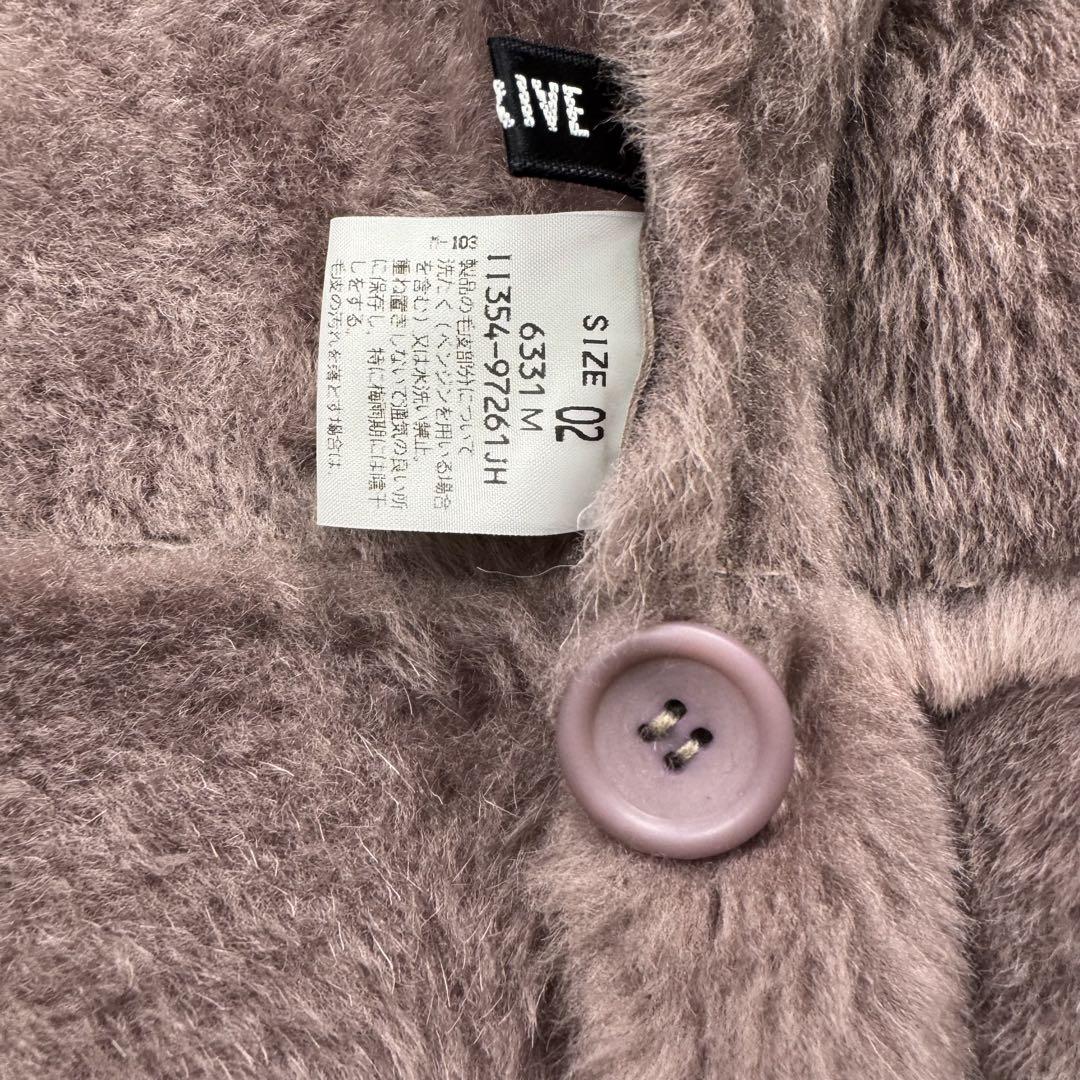 IVE
SIZE 02
6331 M
11354-97261JH
製品の毛皮部分について
洗たく(ベンジンを用いる場合
を含む)又は水洗い禁止。
重ね置きしないで通気の良い所
に保存し、特に梅雨期には陰干
しをする。
毛皮の汚れを落とす場合は、
103